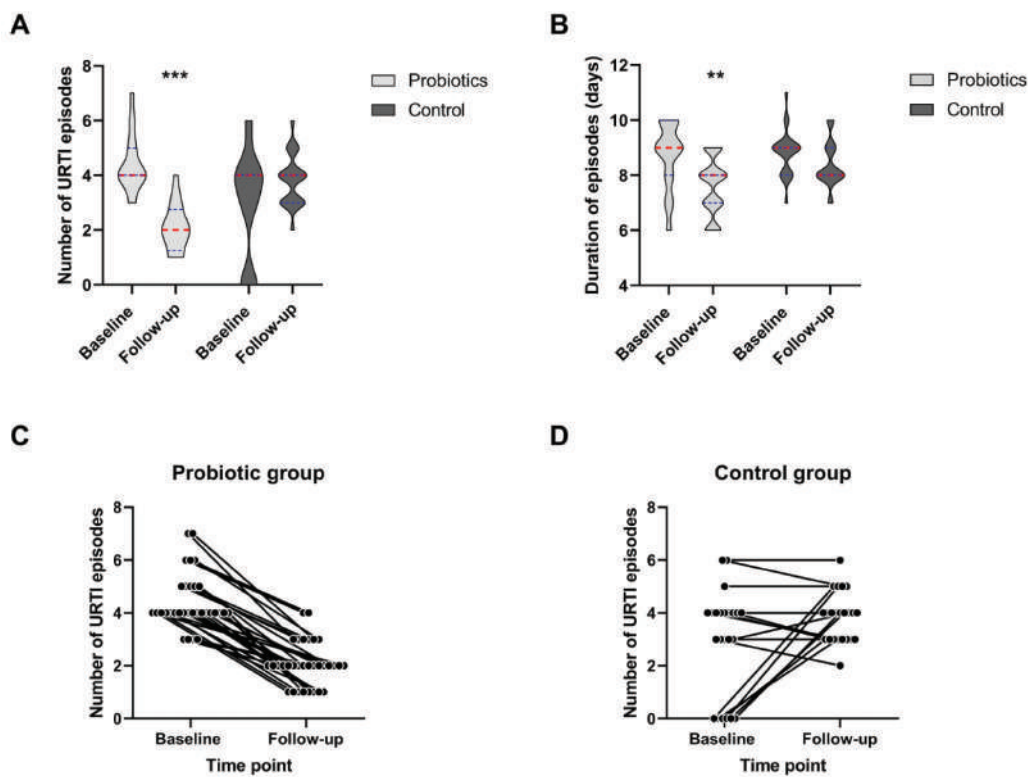 A
Number of URTI episodes
8
6
4
2
0
***
Baseline
Follow-up
Baseline
Follow-up
Probiotics
Control
B
Duration of episodes (days)
12
10
8
6
4
**
Baseline
Follow-up
Baseline
Follow-up
Probiotics
Control
C
Probiotic group
Number of URTI episodes
8
6
4
2
0
Baseline
Follow-up
Time point
D
Control group
Number of URTI episodes
8
6
4
2
0
Baseline
Follow-up
Time point